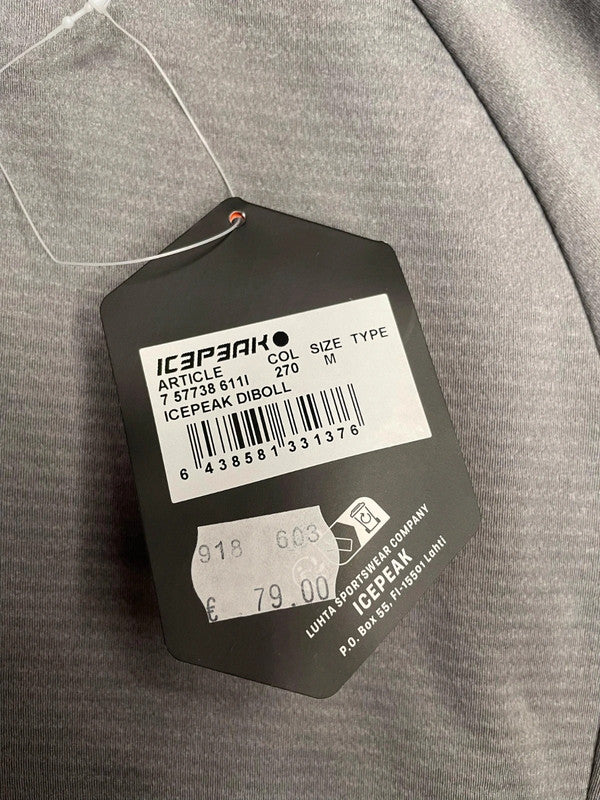 ICEPEAK
ARTICLE COL SIZE TYPE
7 57738 611I 270 M
ICEPEAK DIBOLL
6 438581 331376
918 603
€ 79.00
LUHTA SPORTSWEAR COMPANY
ICEPEAK
P.O. Box 55, FI-15501 Lahti